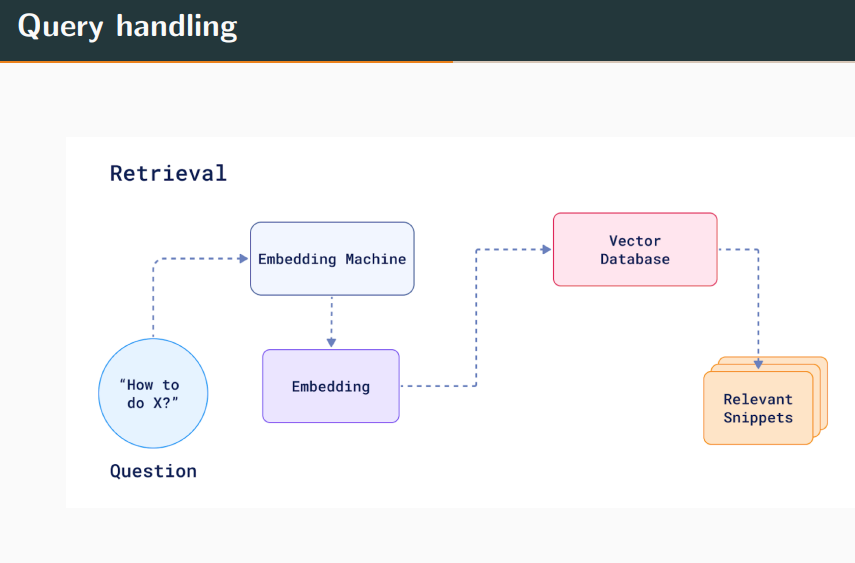 Query handling
Retrieval
Embedding Machine
Vector
Database
“How to
do X?”
Embedding
Relevant
Snippets
Question